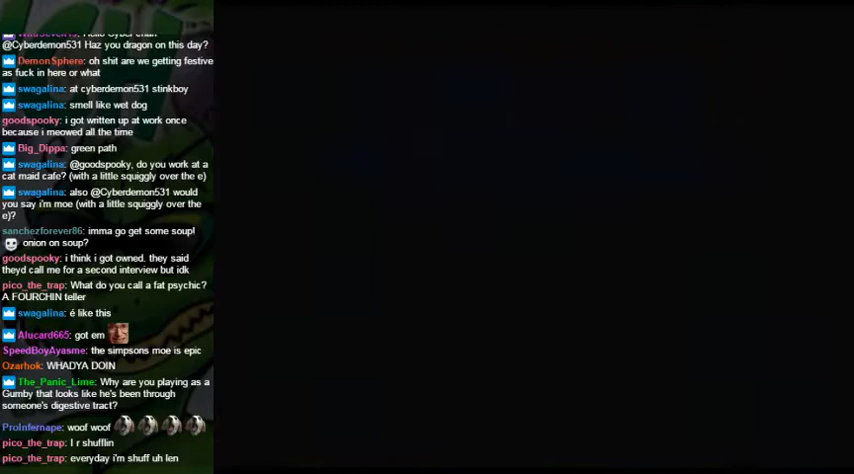 @Cyberdemon531 Haz you dragon on this day?
DemonSphere: oh shit are we getting festive
as fuck in here or what
swagalina: at cyberdemon531 stinkboy
swagalina: smell like wet dog
goodspooky: i got written up at work once
because i meowed all the time
Big_Dippa: green path
swagalina: @goodspooky, do you work at a
cat maid cafe? (with a little squiggly over the e)
swagalina: also @Cyberdemon531 would
you say i'm moe (with a little squiggly over the
e)?
sanchezforever86: imma go get some soup!
onion on soup?
goodspooky: i think i got owned. they said
theyd call me for a second interview but idk
pico_the_trap: What do you call a fat psychic?
A FOURCHIN teller
swagalina: é like this
Alucard665: got em
SpeedBoyAyasme: the simpsons moe is epic
Ozarhok: WHADYA DOIN
The_Panic_Lime: Why are you playing as a
Gumby that looks like he's been through
someone's digestive tract?
ProInfernape: woof woof
pico_the_trap: I r shufflin
pico_the_trap: everyday i'm shuff uh len